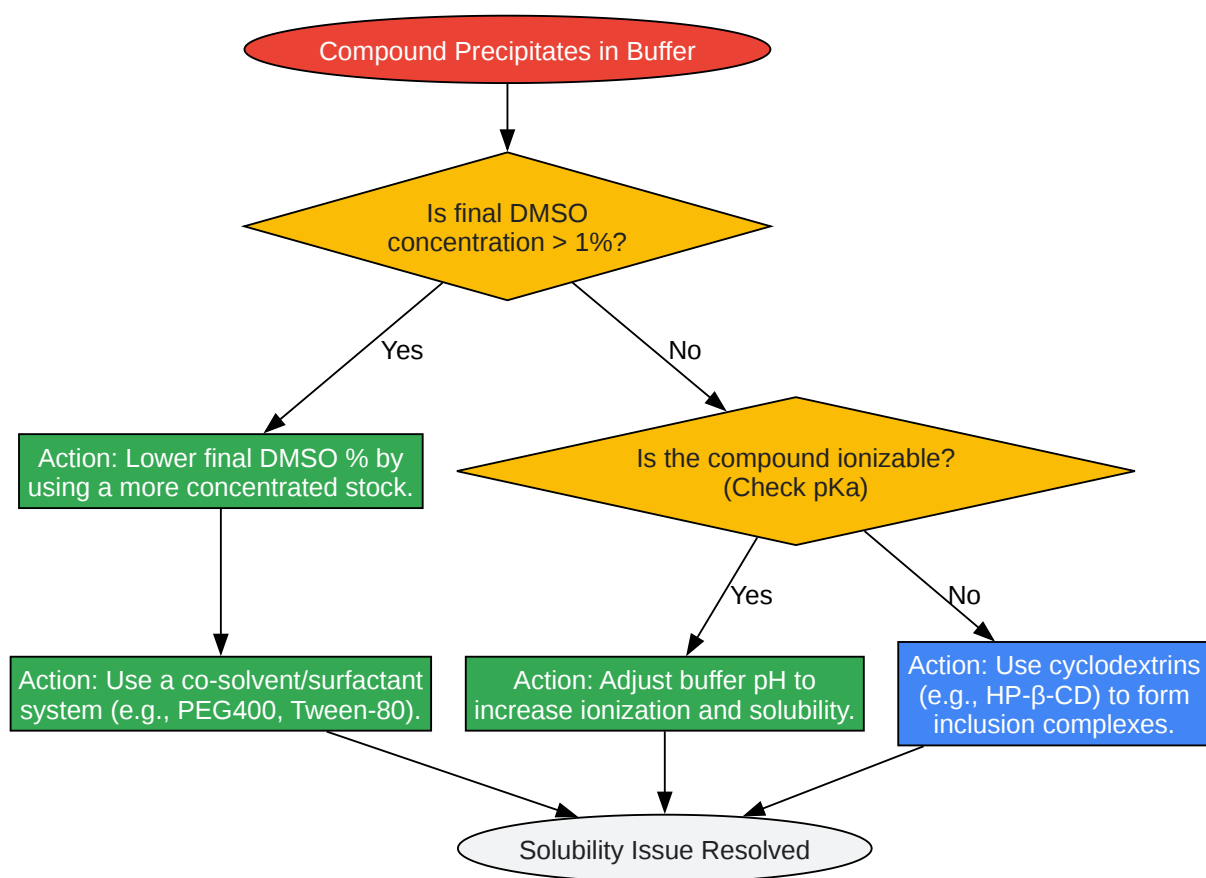 Compound Precipitates in Buffer
Is final DMSO
concentration > 1%?
Yes
No
Action: Lower final DMSO % by
using a more concentrated stock.
Is the compound ionizable?
(Check pKa)
Yes
No
Action: Use a co-solvent/surfactant
system (e.g., PEG400, Tween-80).
Action: Adjust buffer pH to
increase ionization and solubility.
Action: Use cyclodextrins
(e.g., HP-β-CD) to form
inclusion complexes.
Solubility Issue Resolved